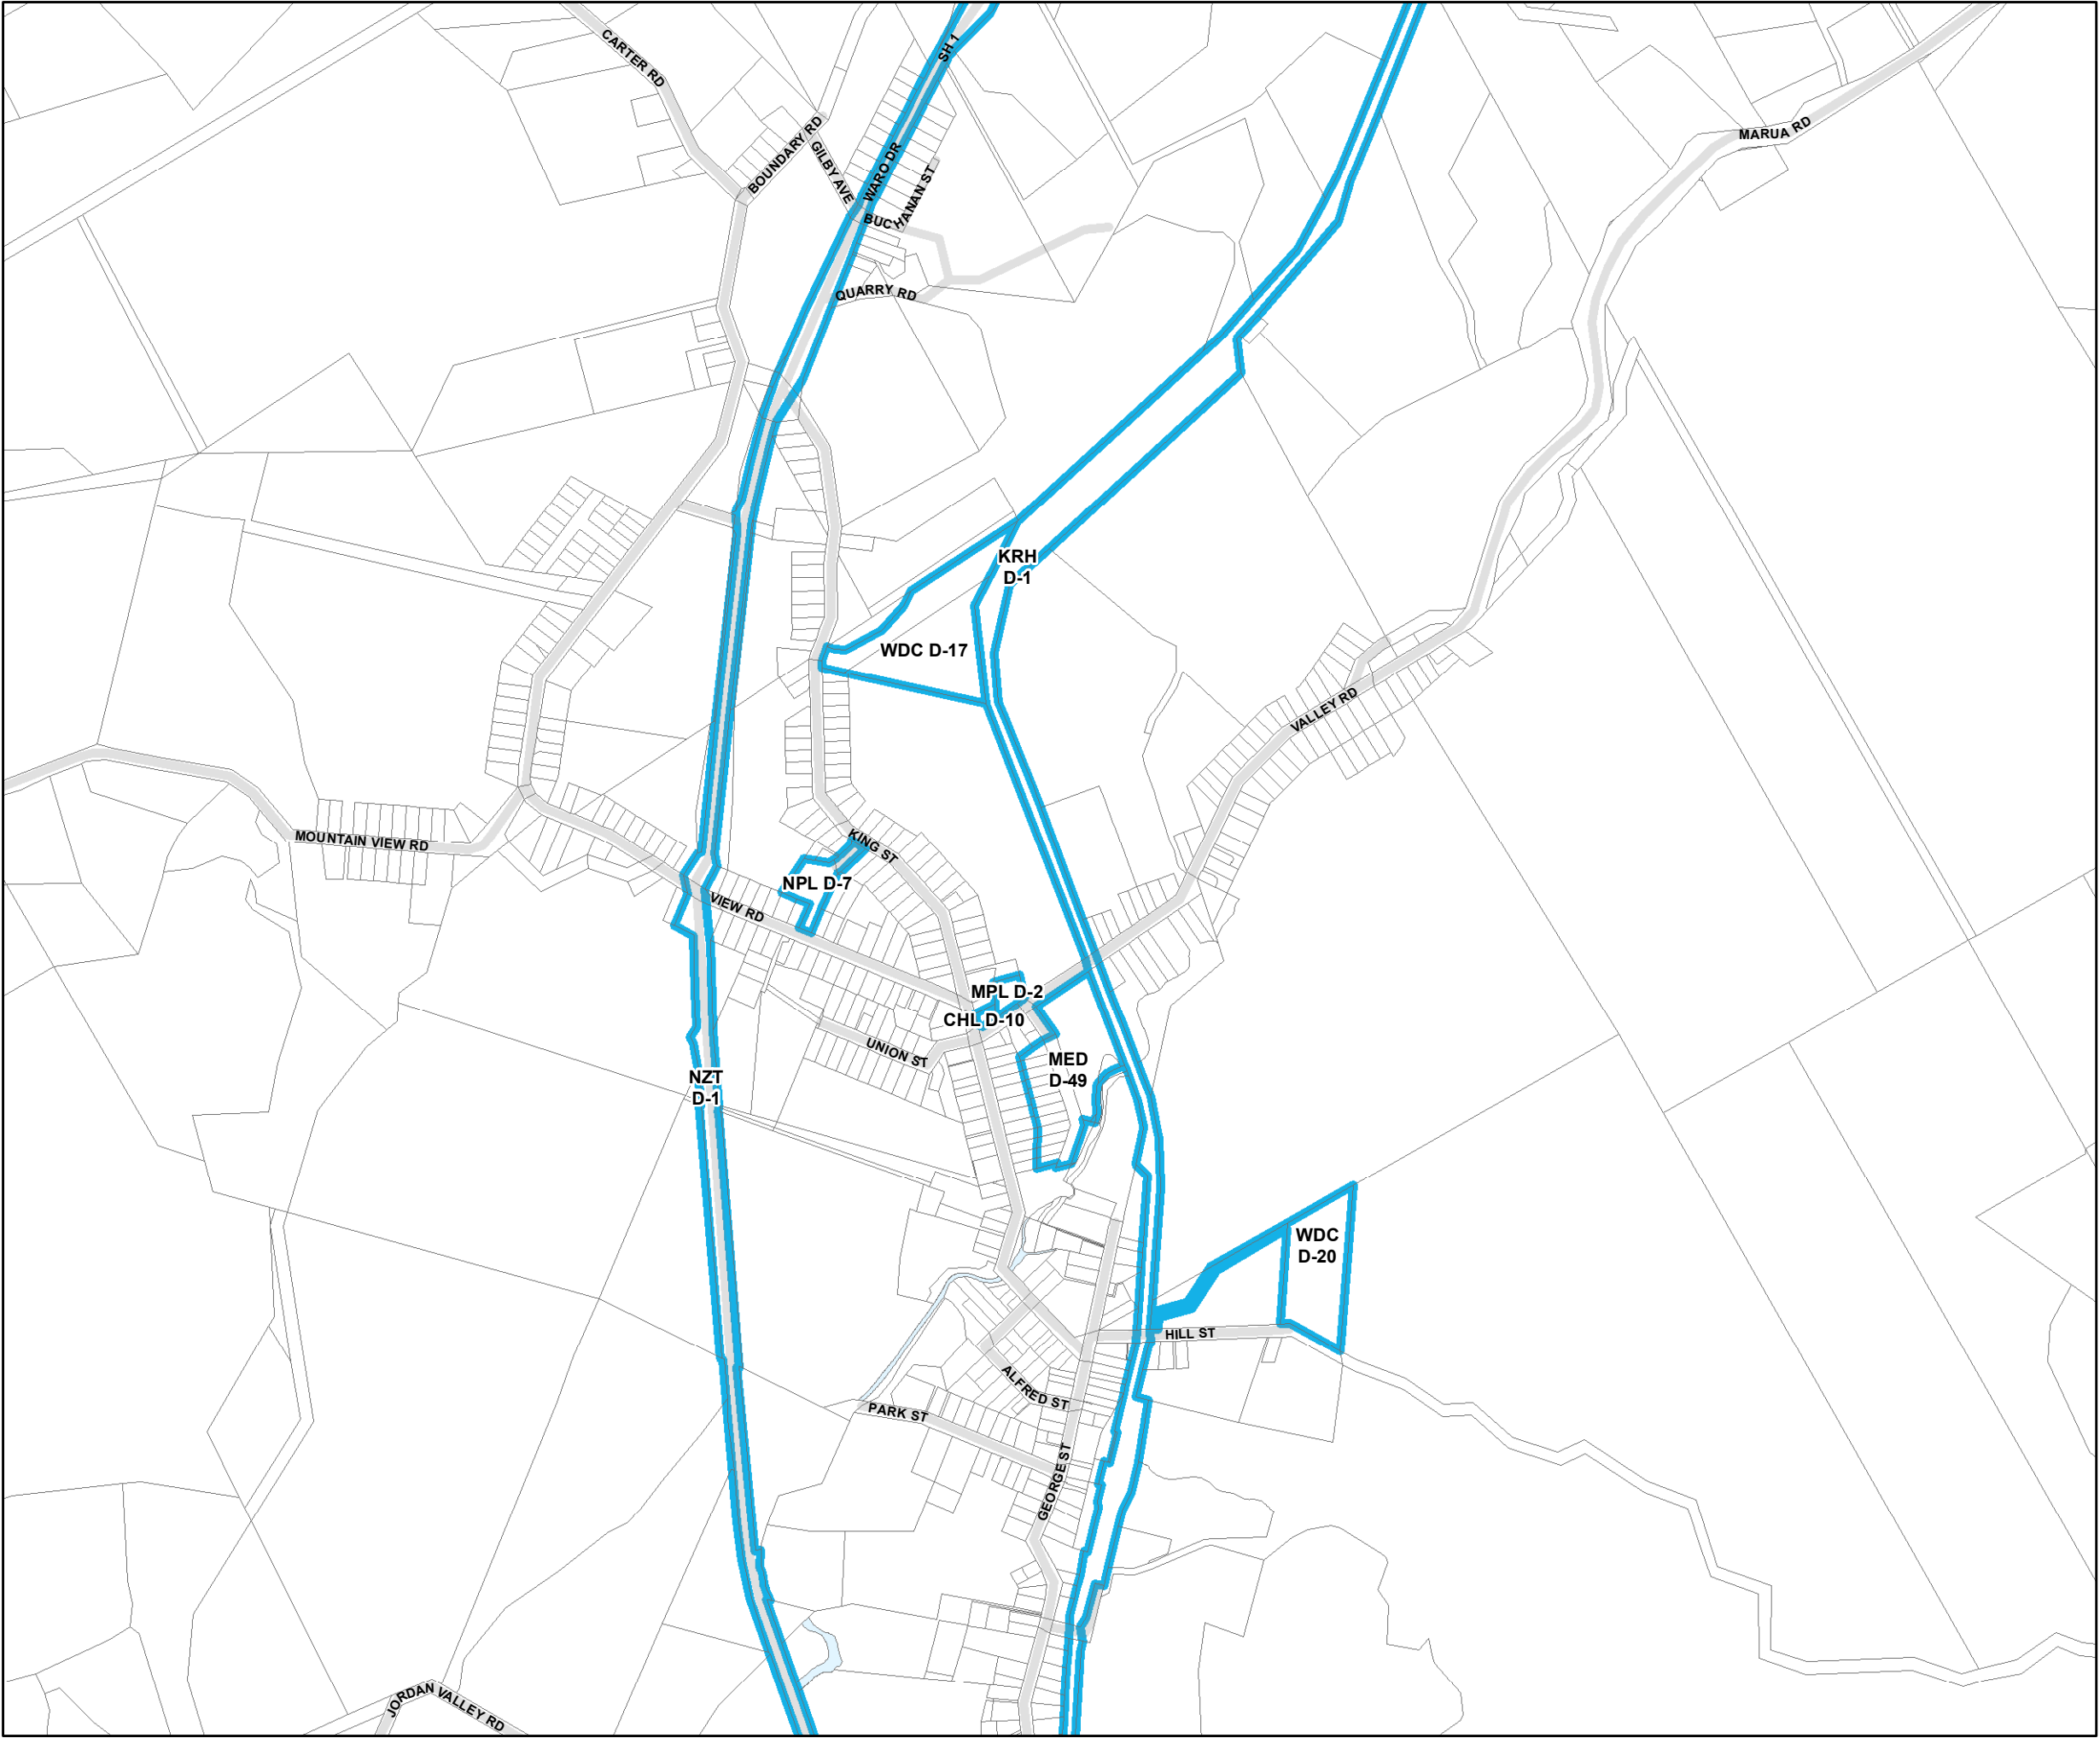 CARTER RD
SH 1
BOUNDARY RD
GILBY AVE
WARO DR
BUCHANAN ST
MARUA RD
QUARRY RD
KRH
D-1
WDC D-17
VALLEY RD
MOUNTAIN VIEW RD
KING ST
NPL D-7
VIEW RD
MPL D-2
CHL D-10
UNION ST
MED
D-49
NZT
D-1
WDC
D-20
HILL ST
ALFRED ST
PARK ST
GEORGE ST
JORDAN VALLEY RD